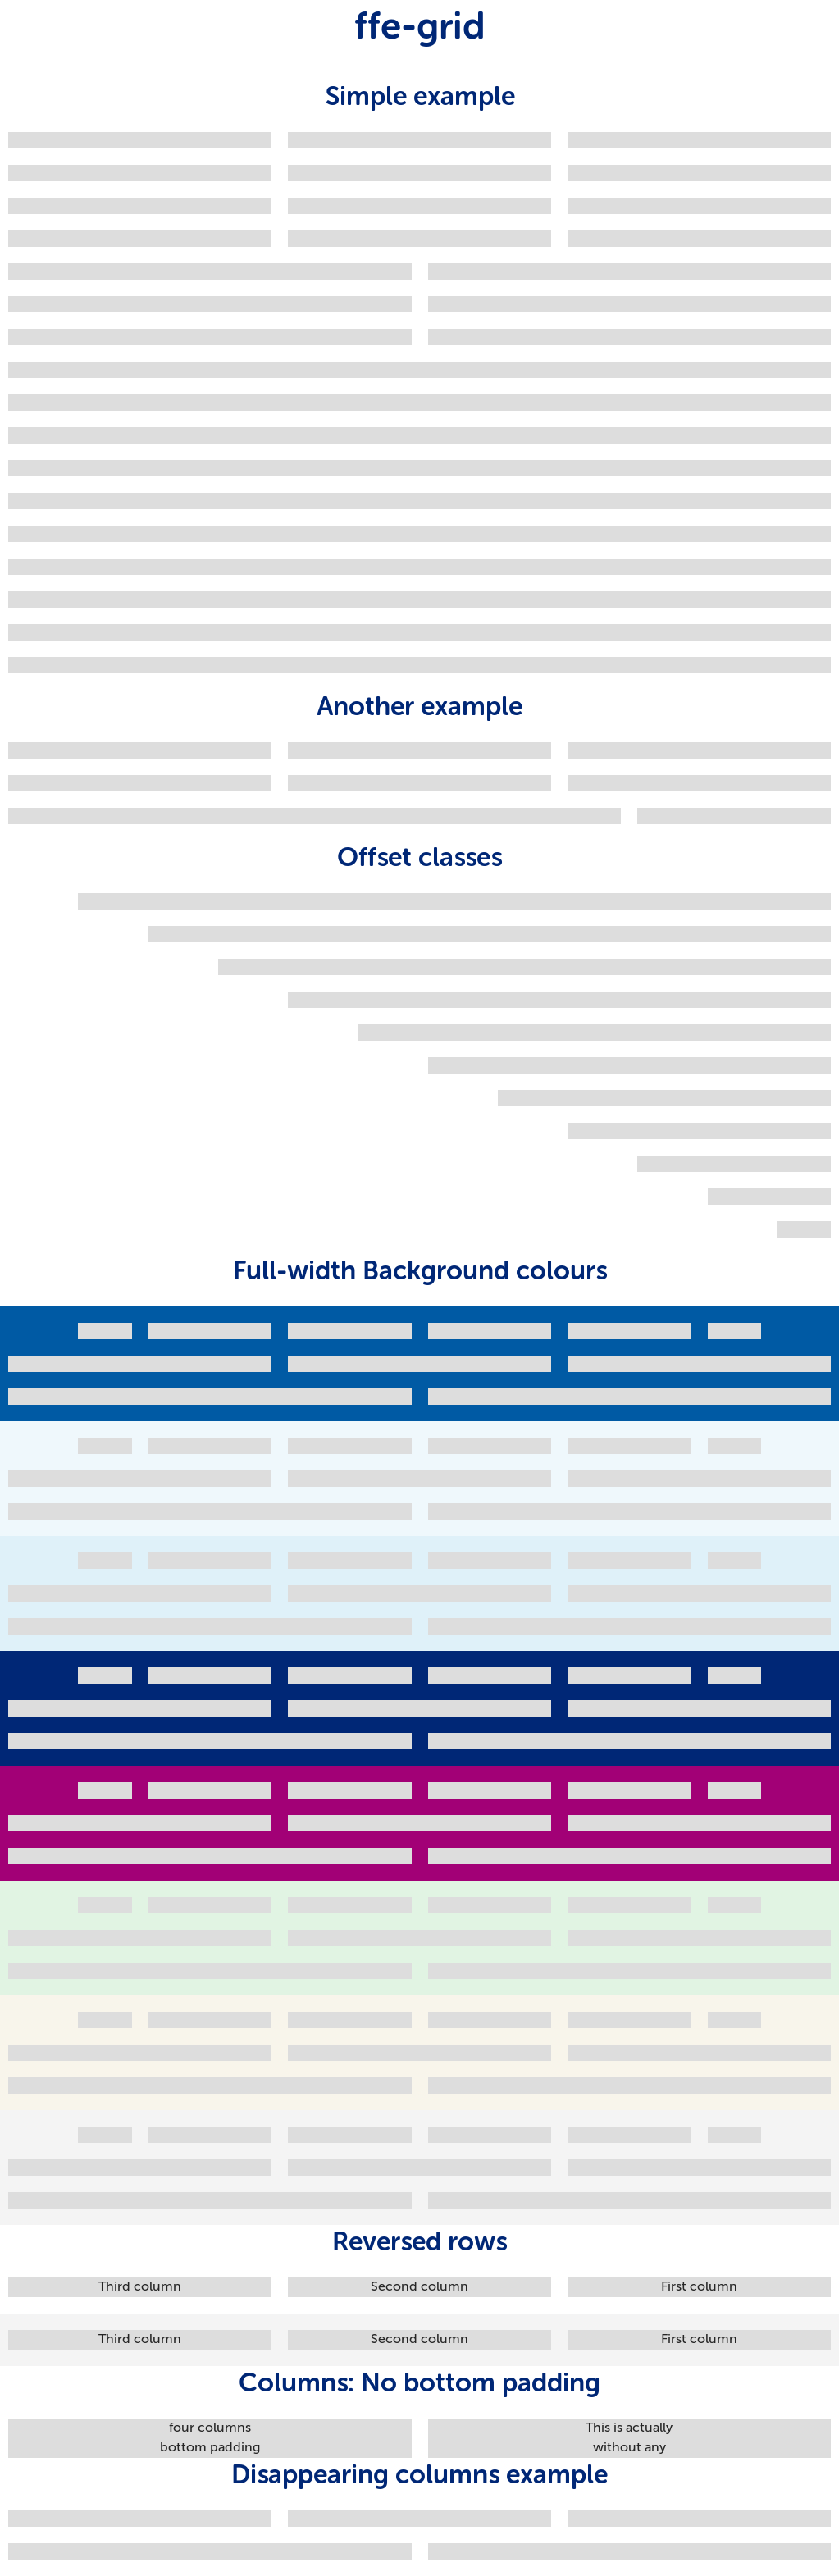 ffe-grid
Simple example
Another example
Offset classes
Full-width Background colours
Reversed rows
Third column Second column First column
Third column Second column First column
Columns: No bottom padding
four columns This is actually
bottom padding without any
Disappearing columns example